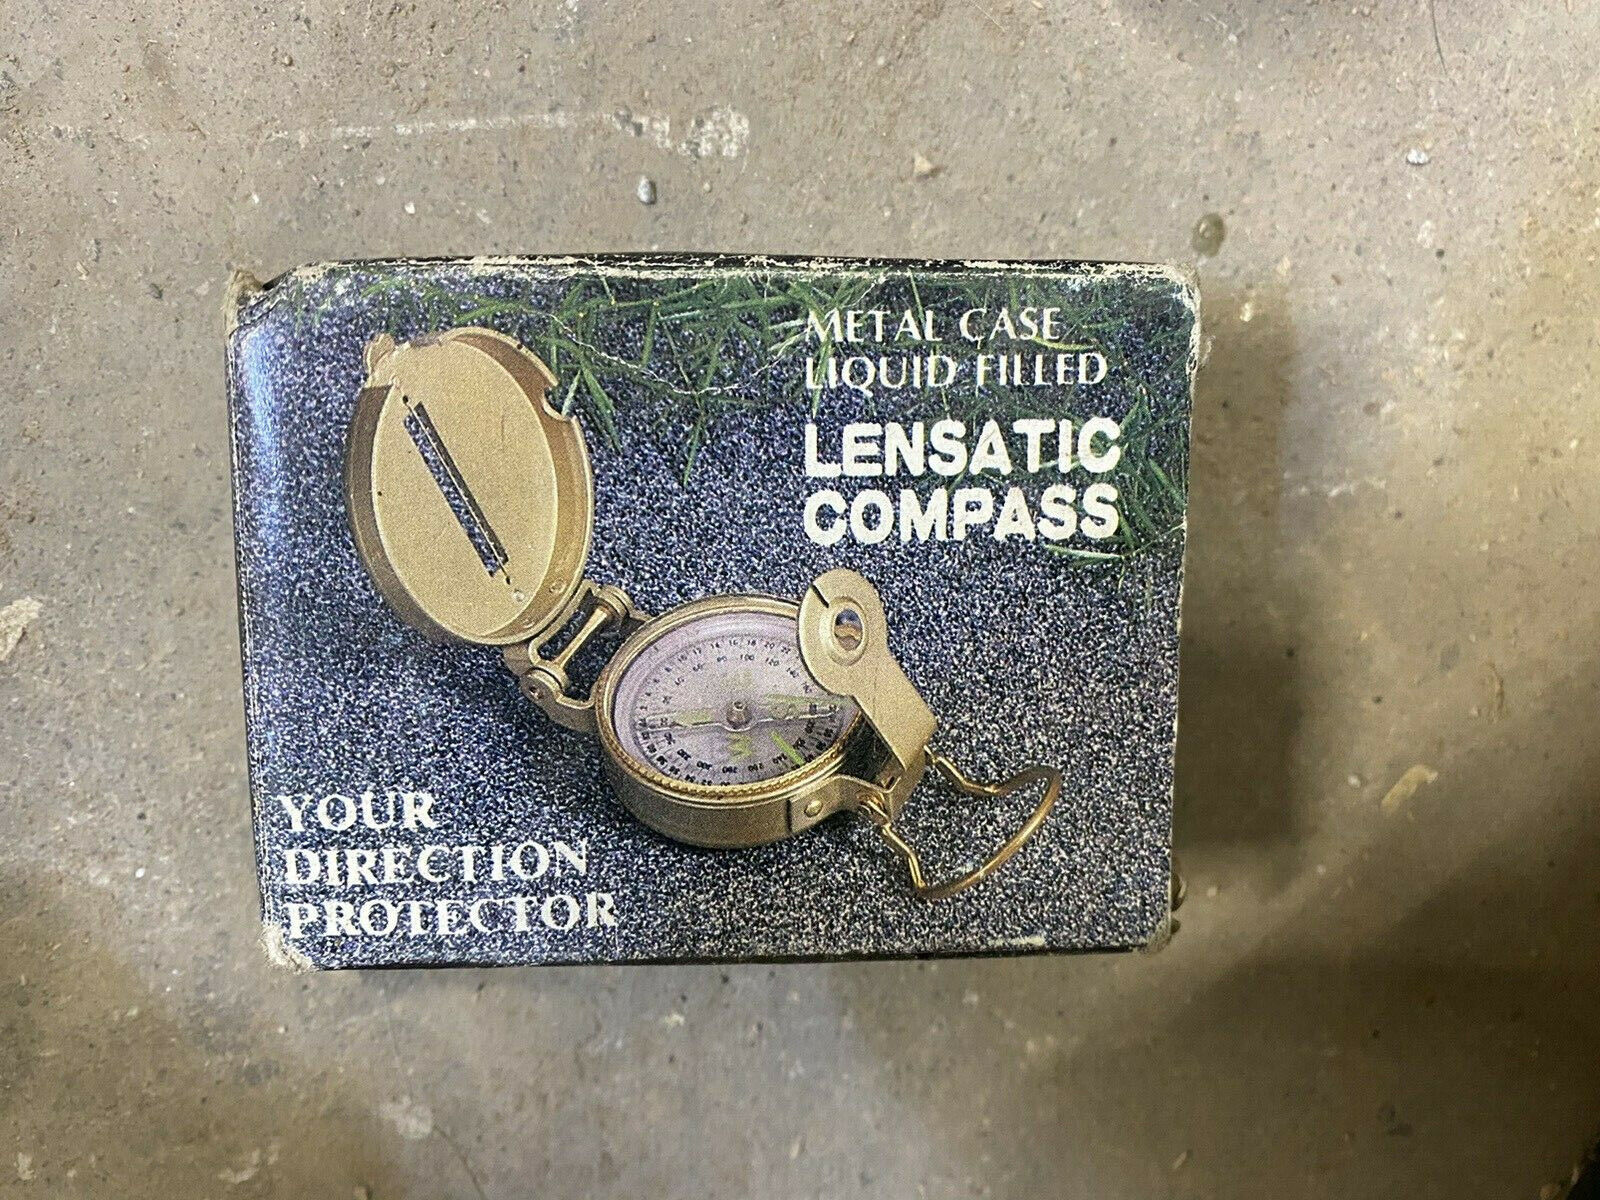 METAL CASE
LIQUID FILLED
LENSATIC
COMPASS
YOUR
DIRECTION
PROTECTOR